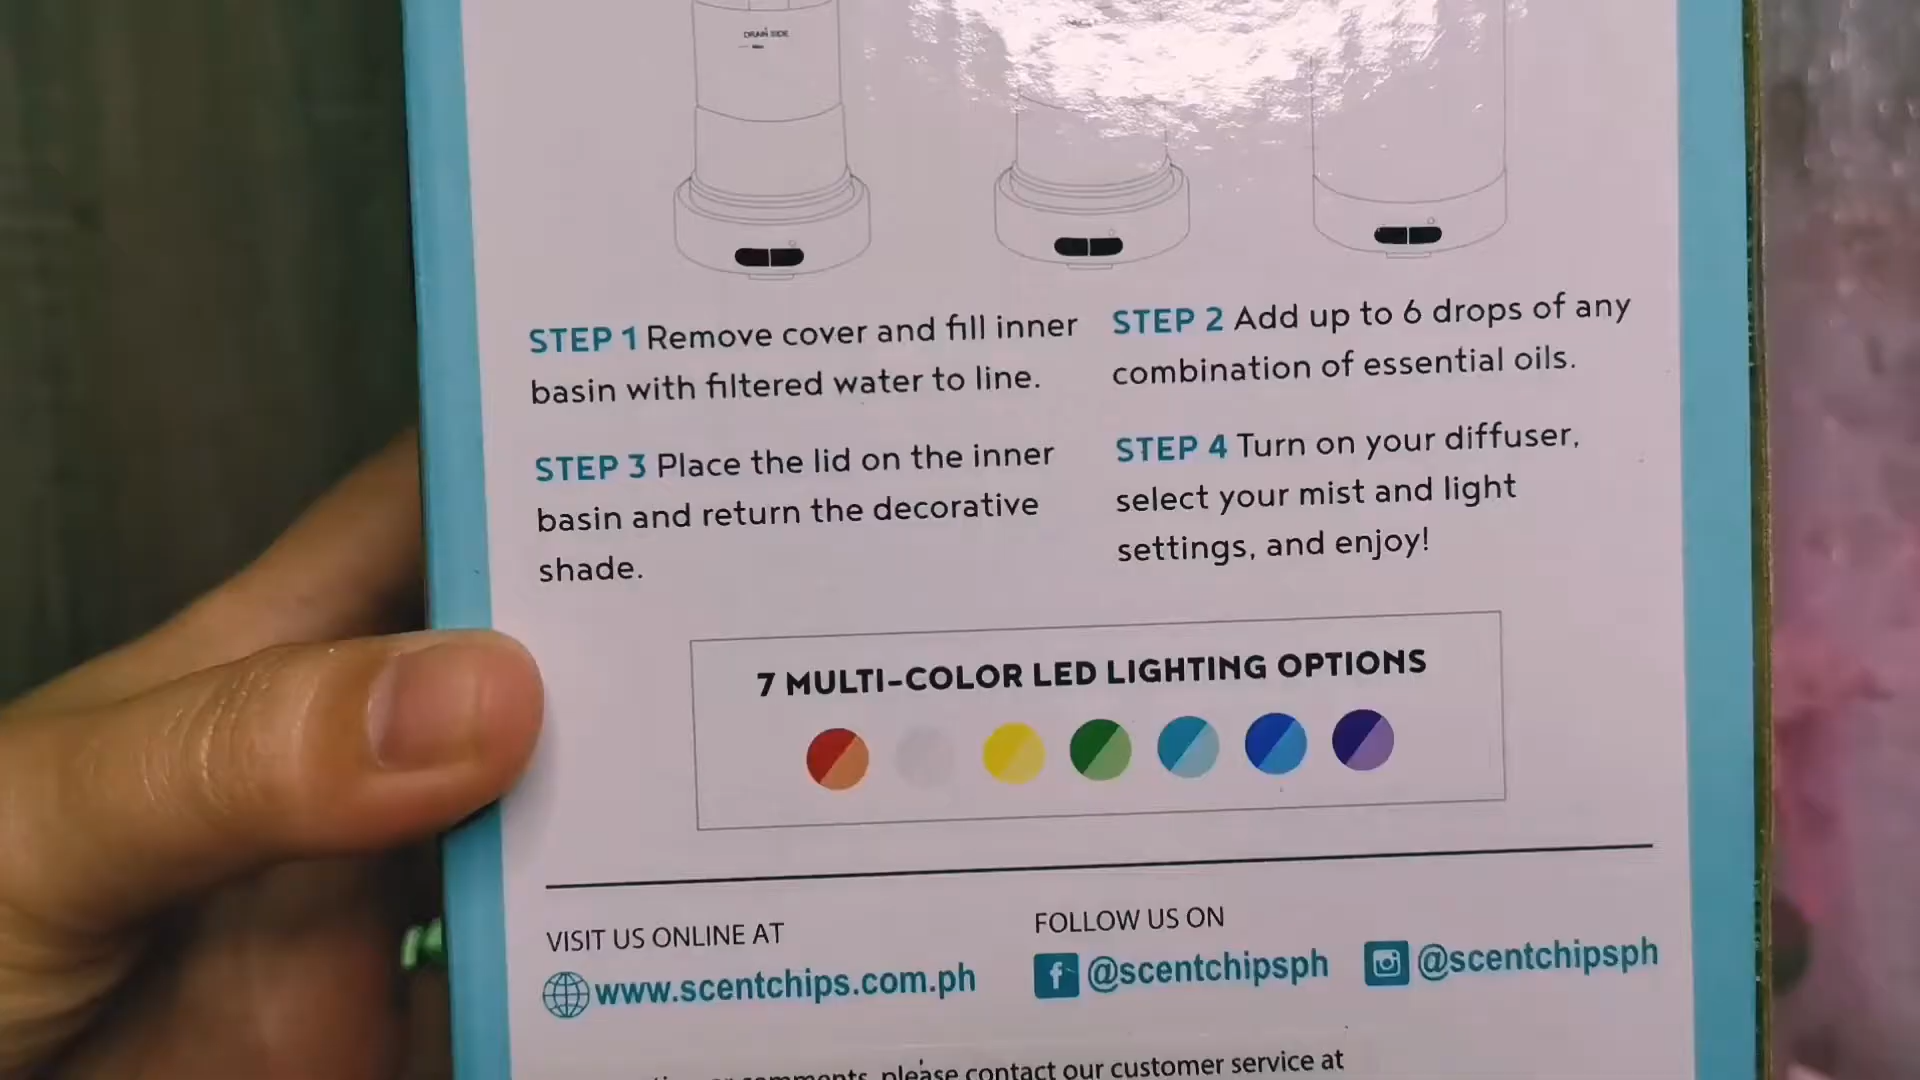 DRAIN SIDE
STEP 1 Remove cover and fill inner
basin with filtered water to line.
STEP 2 Add up to 6 drops of any
combination of essential oils.
STEP 3 Place the lid on the inner
basin and return the decorative
shade.
STEP 4 Turn on your diffuser,
select your mist and light
settings, and enjoy!
7 MULTI-COLOR LED LIGHTING OPTIONS
VISIT US ONLINE AT
www.scentchips.com.ph
FOLLOW US ON
@scentchipsph @scentchipsph
comments, please contact our customer service at